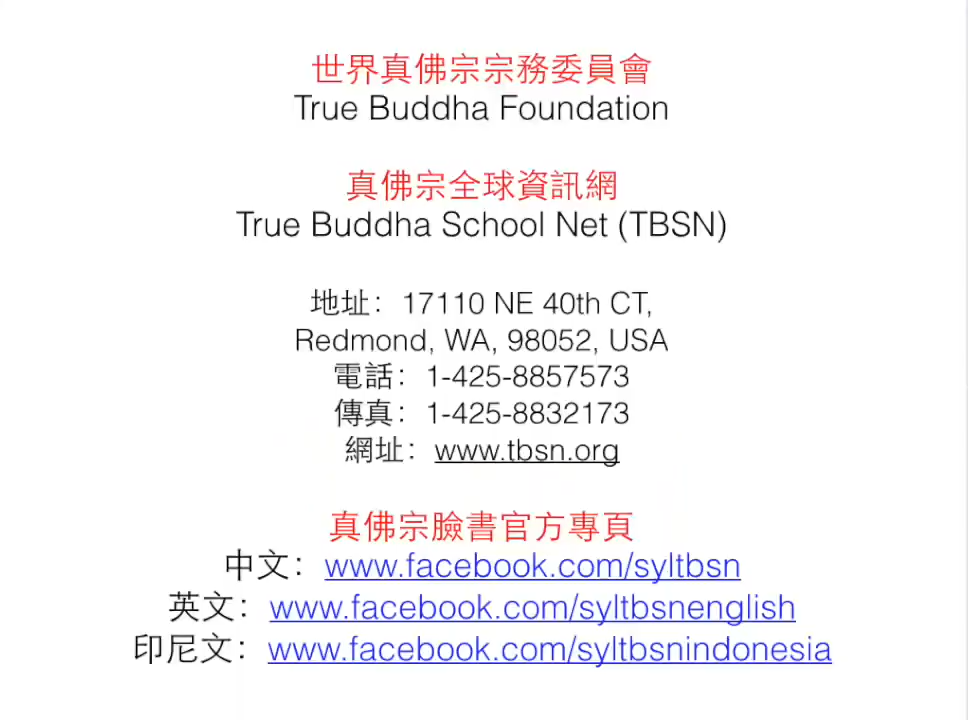 世界真佛宗宗務委員會
True Buddha Foundation
真佛宗全球資訊網
True Buddha School Net (TBSN)
地址：17110 NE 40th CT,
Redmond, WA, 98052, USA
電話：1-425-8857573
傳真：1-425-8832173
網址：www.tbsn.org
真佛宗臉書官方專頁
中文：www.facebook.com/syltbsn
英文：www.facebook.com/syltbsnenglish
印尼文：www.facebook.com/syltbsnindonesia